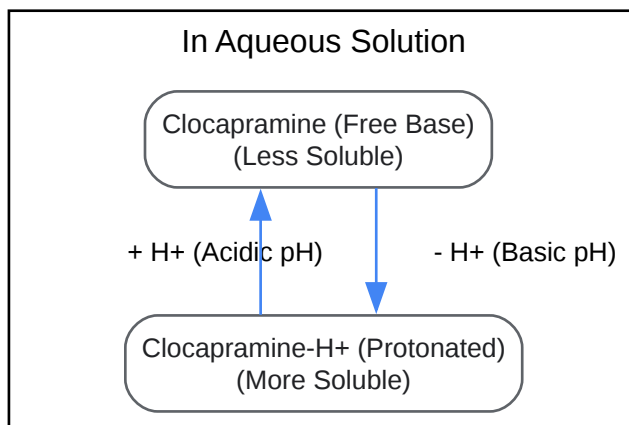 In Aqueous Solution
Clocapramine (Free Base)
(Less Soluble)
+ H+ (Acidic pH)
- H+ (Basic pH)
Clocapramine-H+ (Protonated)
(More Soluble)